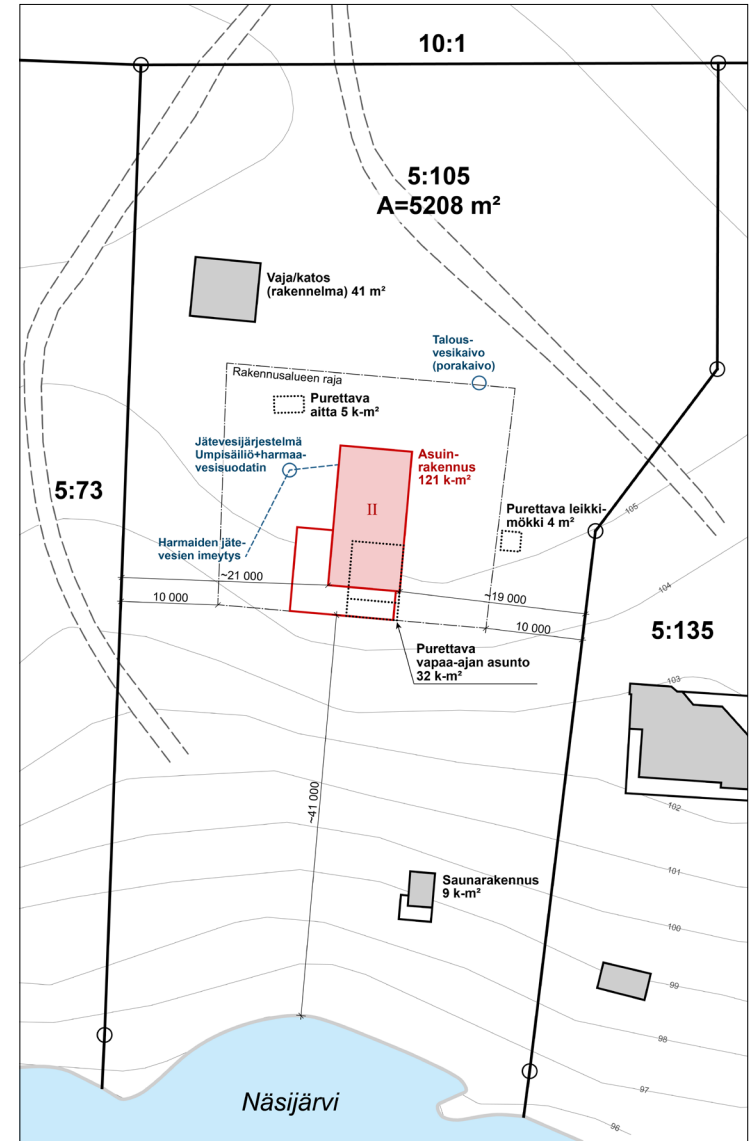 10:1
5:105
A=5208 m²
Vaja/katos
(rakennelma) 41 m²
Talous-
vesikaivo
(porakaivo)
Rakennusalueen raja
Purettava
aitta 5 k-m²
Jätevesijärjestelmä
Umpisäiliö+harmaa-
vesisuodatin
Asuin-
rakennus
121 k-m²
5:73
II
Purettava leikki-
mökki 4 m²
105
Harmaiden jäte-
vesien imeytys
~21 000
~19 000
104
10 000
10 000
5:135
Purettava
vapaa-ajan asunto
32 k-m²
103
~41 000
102
101
Saunarakennus
9 k-m²
100
99
98
97
Näsijärvi
96